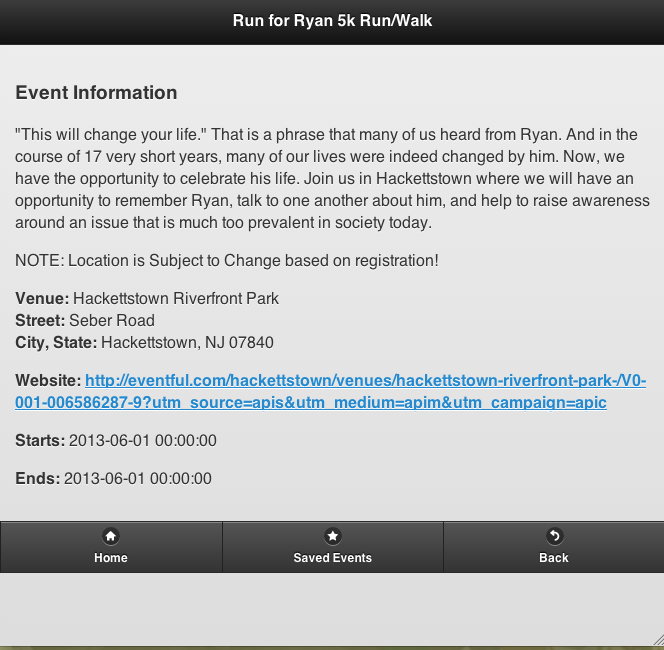 Run for Ryan 5k Run/Walk
Event Information
"This will change your life." That is a phrase that many of us heard from Ryan. And in the
course of 17 very short years, many of our lives were indeed changed by him. Now, we
have the opportunity to celebrate his life. Join us in Hackettstown where we will have an
opportunity to remember Ryan, talk to one another about him, and help to raise awareness
around an issue that is much too prevalent in society today.
NOTE: Location is Subject to Change based on registration!
Venue: Hackettstown Riverfront Park
Street: Seber Road
City, State: Hackettstown, NJ 07840
Website: http://eventful.com/hackettstown/venues/hackettstown-riverfront-park-/V0-
001-006586287-9?utm_source=apis&utm_medium=apim&utm_campaign=apic
Starts: 2013-06-01 00:00:00
Ends: 2013-06-01 00:00:00
Home
Saved Events
Back